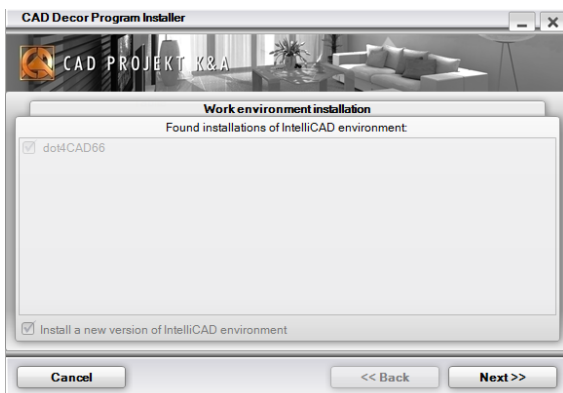 CAD Decor Program Installer
CAD PROJEKT K&A
Work environment installation
Found installations of IntelliCAD environment:
dot4CAD66
Install a new version of IntelliCAD environment
Cancel
<< Back
Next >>